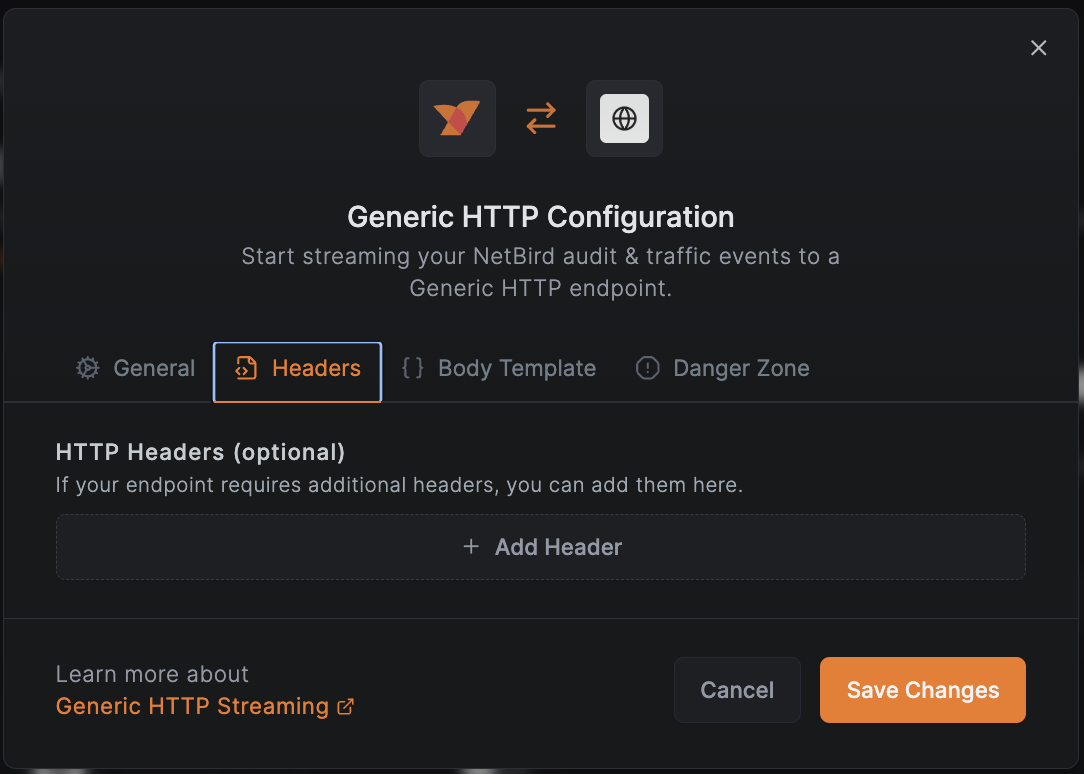 Generic HTTP Configuration
Start streaming your NetBird audit & traffic events to a
Generic HTTP endpoint.
General
Headers
{} Body Template
Danger Zone
HTTP Headers (optional)
If your endpoint requires additional headers, you can add them here.
+ Add Header
Learn more about
Generic HTTP Streaming
Cancel
Save Changes